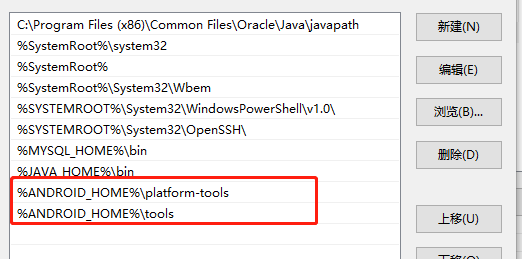 C:\Program Files (x86)\Common Files\Oracle\Java\javapath
新建(N)
%SystemRoot%\system32
%SystemRoot%
编辑(E)
%SystemRoot%\System32\Wbem
%SYSTEMROOT%\System32\WindowsPowerShell\v1.0\
浏览(B)...
%SYSTEMROOT%\System32\OpenSSH\
%MYSQL_HOME%\bin
删除(D)
%JAVA_HOME%\bin
%ANDROID_HOME%\platform-tools
%ANDROID_HOME%\tools
上移(U)
下移(O)